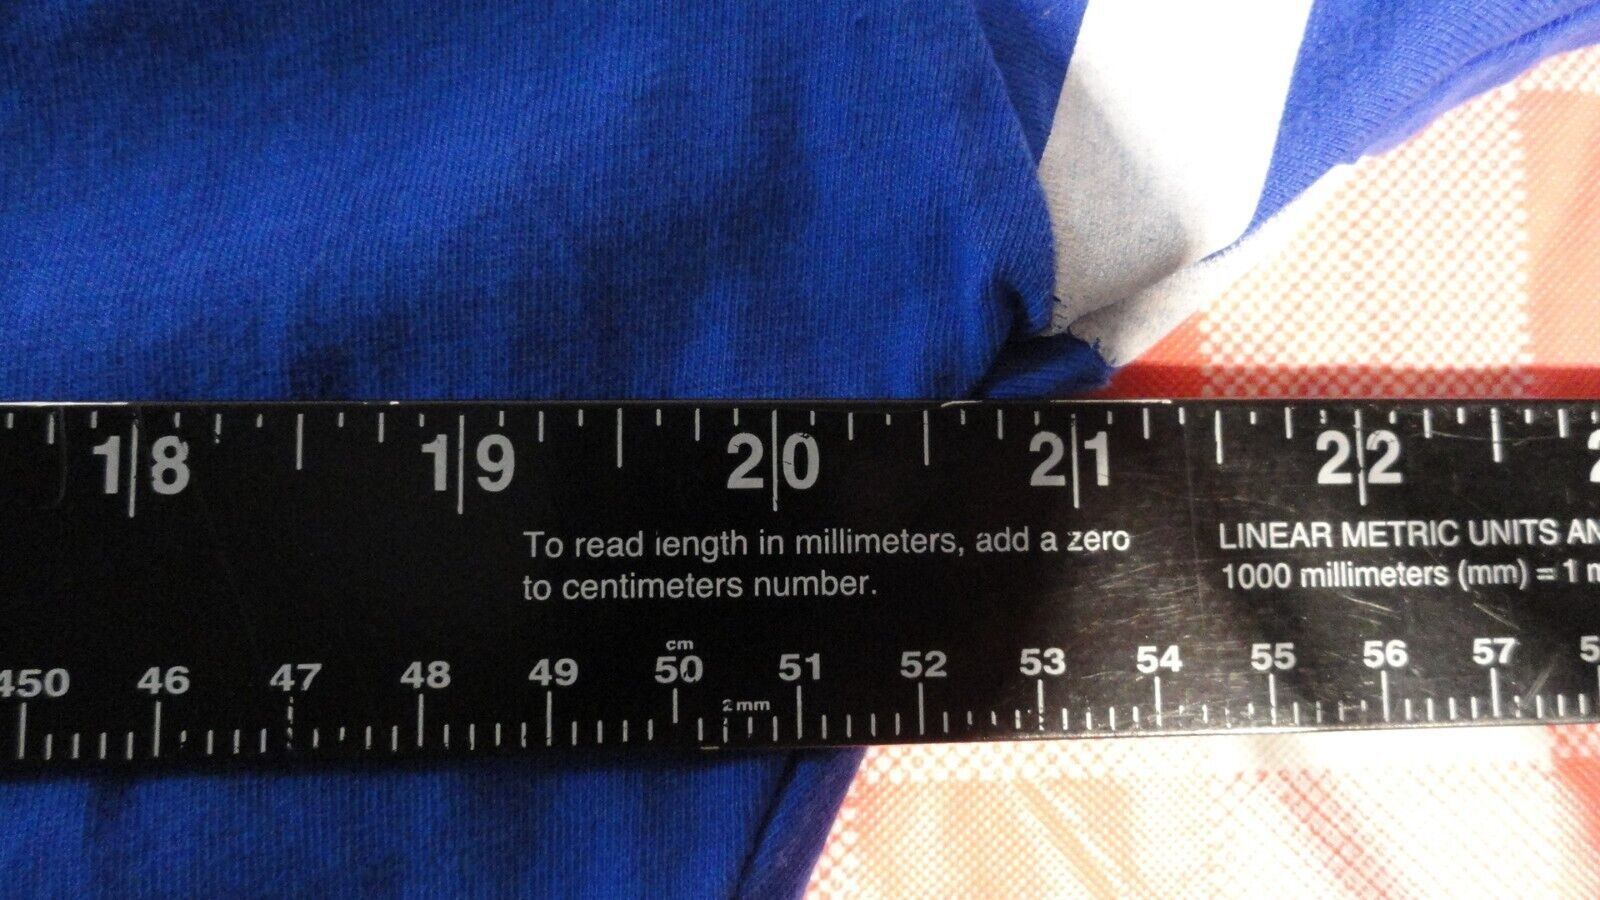 18 19 20 21 22
To read length in millimeters, add a zero
to centimeters number.
LINEAR METRIC UNITS
1000 millimeters (mm) = 1
cm
450 46 47 48 49 50 51 52 53 54 55 56 57
2mm